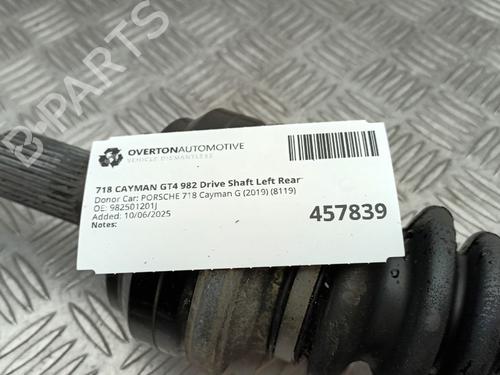 B-PARTS
OVERTONAUTOMOTIVE
VEHICLE DISMANTLERS
718 CAYMAN GT4 982 Drive Shaft Left Rear
Donor Car: PORSCHE 718 Cayman G (2019) (8119)
OE: 982501201J
Added: 10/06/2025
Notes:
457839